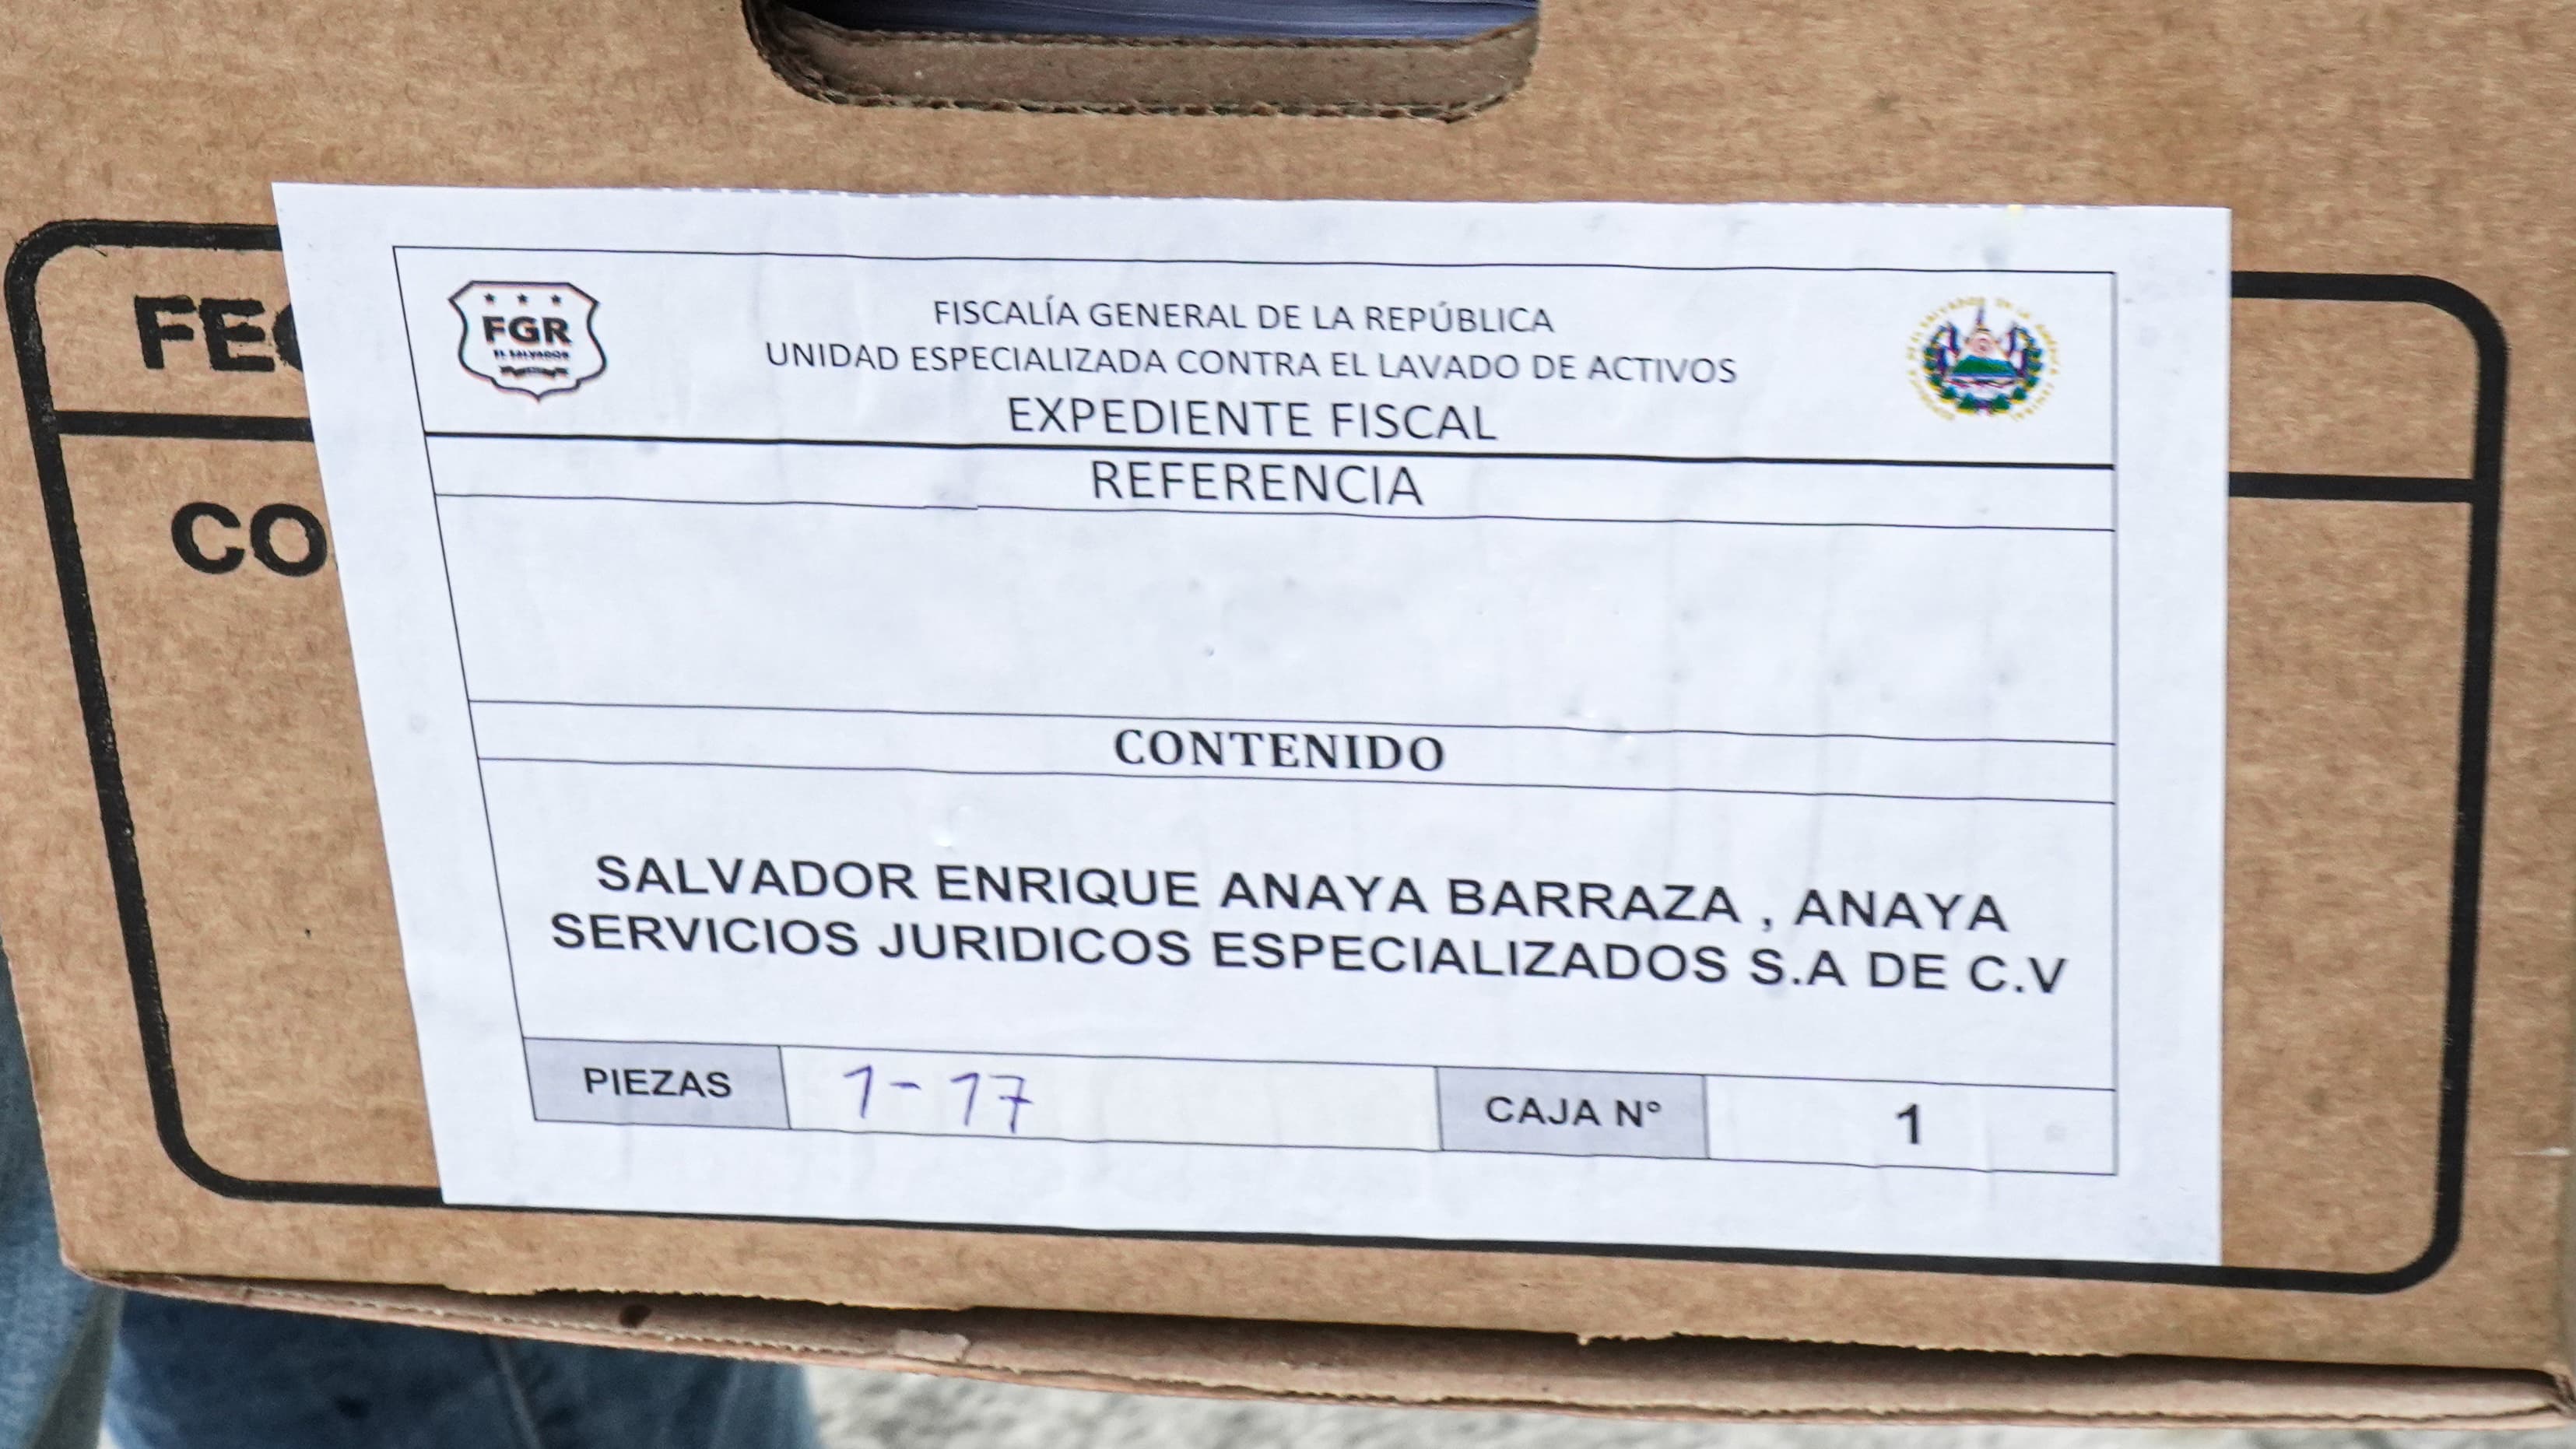 FGR
EL SALVADOR
FISCALÍA GENERAL DE LA REPÚBLICA
UNIDAD ESPECIALIZADA CONTRA EL LAVADO DE ACTIVOS
EXPEDIENTE FISCAL
REFERENCIA
CONTENIDO
SALVADOR ENRIQUE ANAYA BARRAZA , ANAYA
SERVICIOS JURIDICOS ESPECIALIZADOS S.A DE C.V
PIEZAS 1-17 CAJA N° 1
FEC
CO